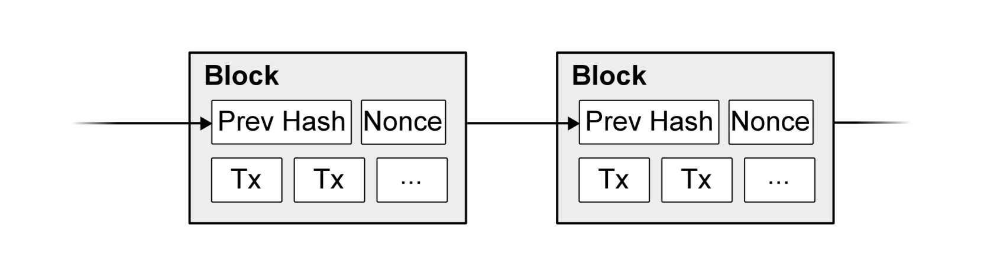 Block
Prev Hash Nonce
Tx Tx ...
Block
Prev Hash Nonce
Tx Tx ...